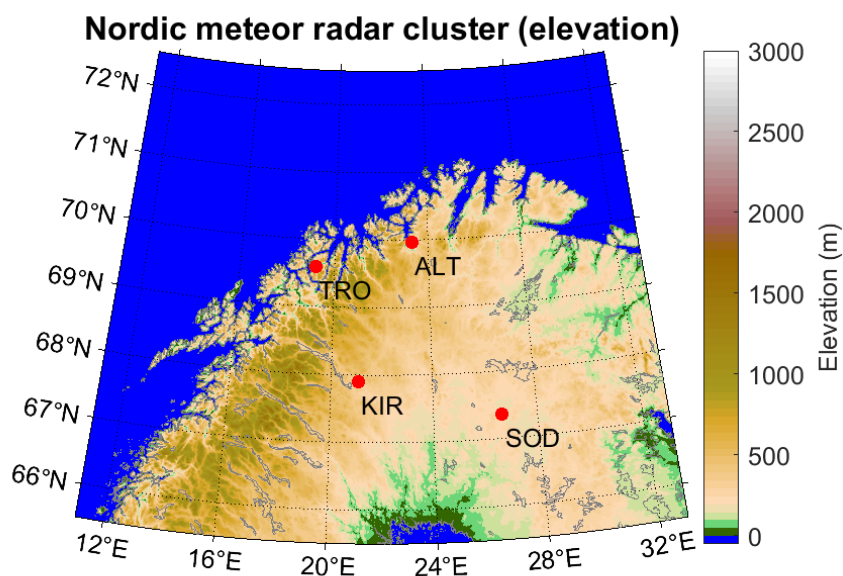 Nordic meteor radar cluster (elevation)
72°N
71°N
70°N
69°N
68°N
67°N
66°N
12°E
16°E
20°E
24°E
28°E
32°E
TRO
ALT
KIR
SOD
3000
2500
2000
1500
1000
500
0
Elevation (m)